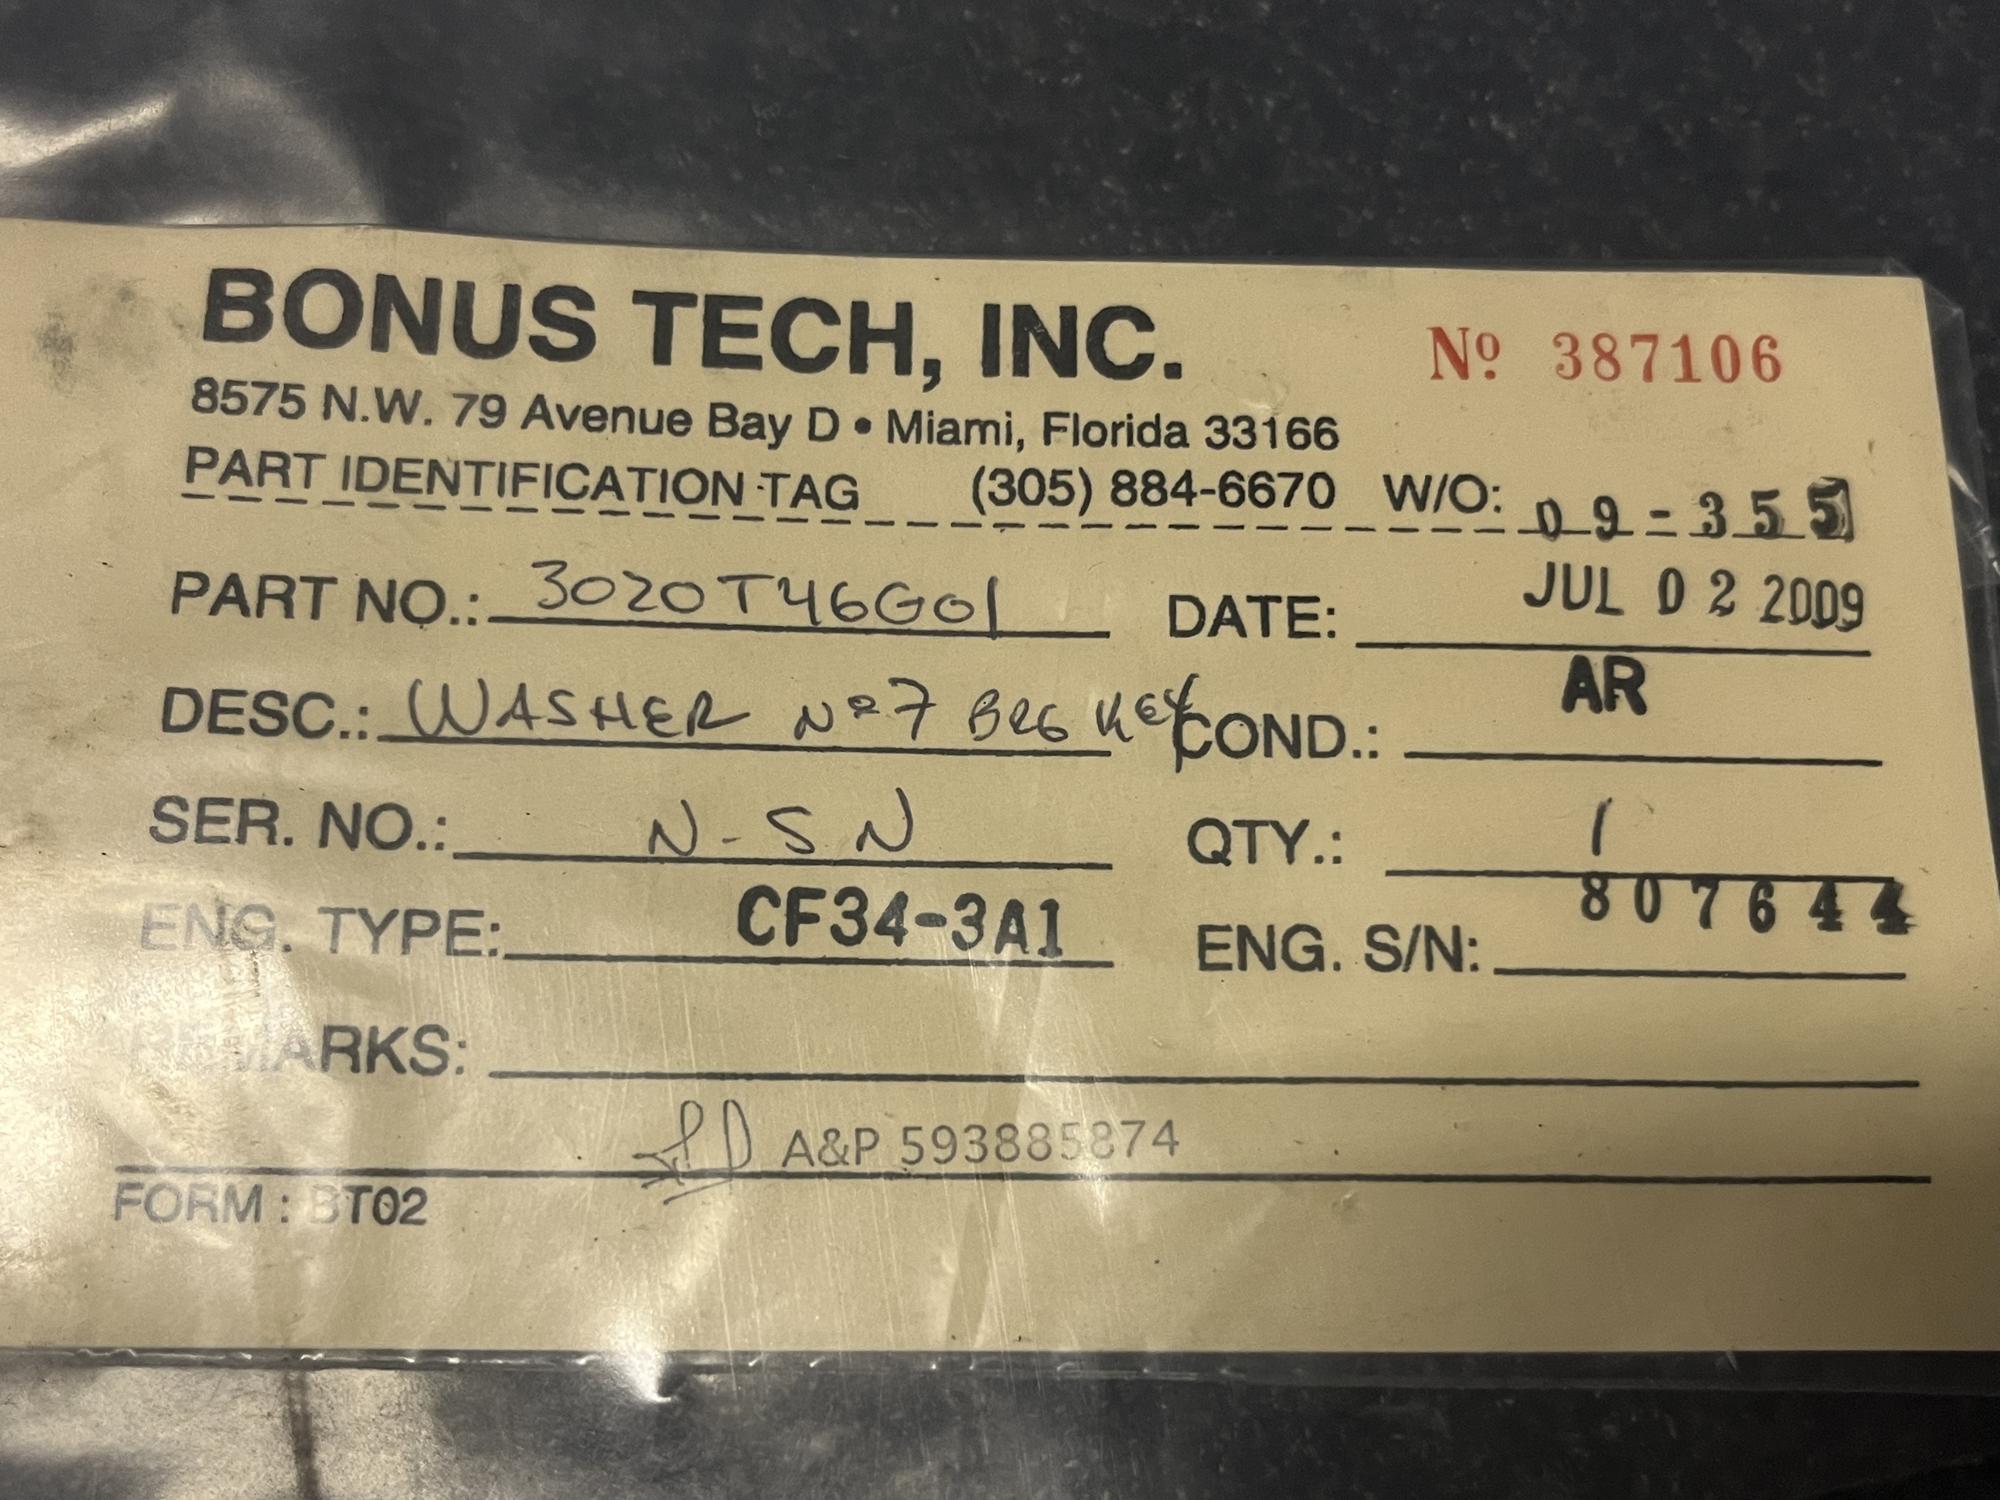 BONUS TECH, INC. Nº 387106
8575 N.W. 79 Avenue Bay D • Miami, Florida 33166
PART IDENTIFICATION TAG (305) 884-6670 W/O: 09-355
PART NO.: 3020T46G01 DATE: JUL 02 2009
DESC.: WASHER Nº7 BRG KEY COND.: AR
SER. NO.: N-SN QTY.: 1
ENG. TYPE: CF34-3A1 ENG. S/N: 807644
REMARKS:
A&P 593885874
FORM: BT02